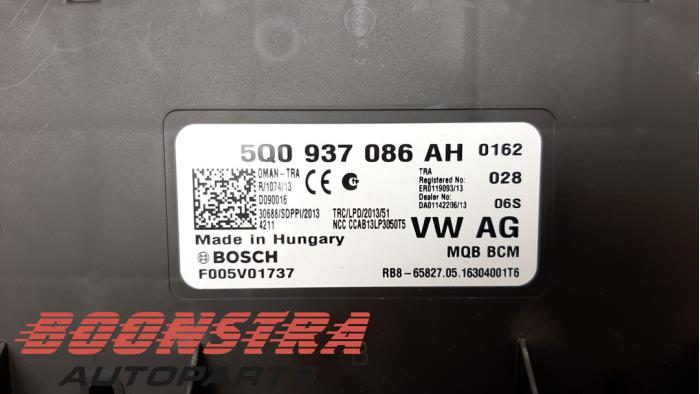 5Q0 937 086 AH 0162
OMAN-TRA
R/1074/13
D090016
30688/SDPPI/2013
4211
TRC/LPD/2013/51
NCC CCAB13LP3050T5
TRA
Registered No:
ER0119093/13
Dealer No:
DA01142206/13
028
06S
Made in Hungary
VW AG
BOSCH
MQB BCM
F005V01737
RB8-65827.05.16304001T6
BOONSTRA
AUTOPARTS
B